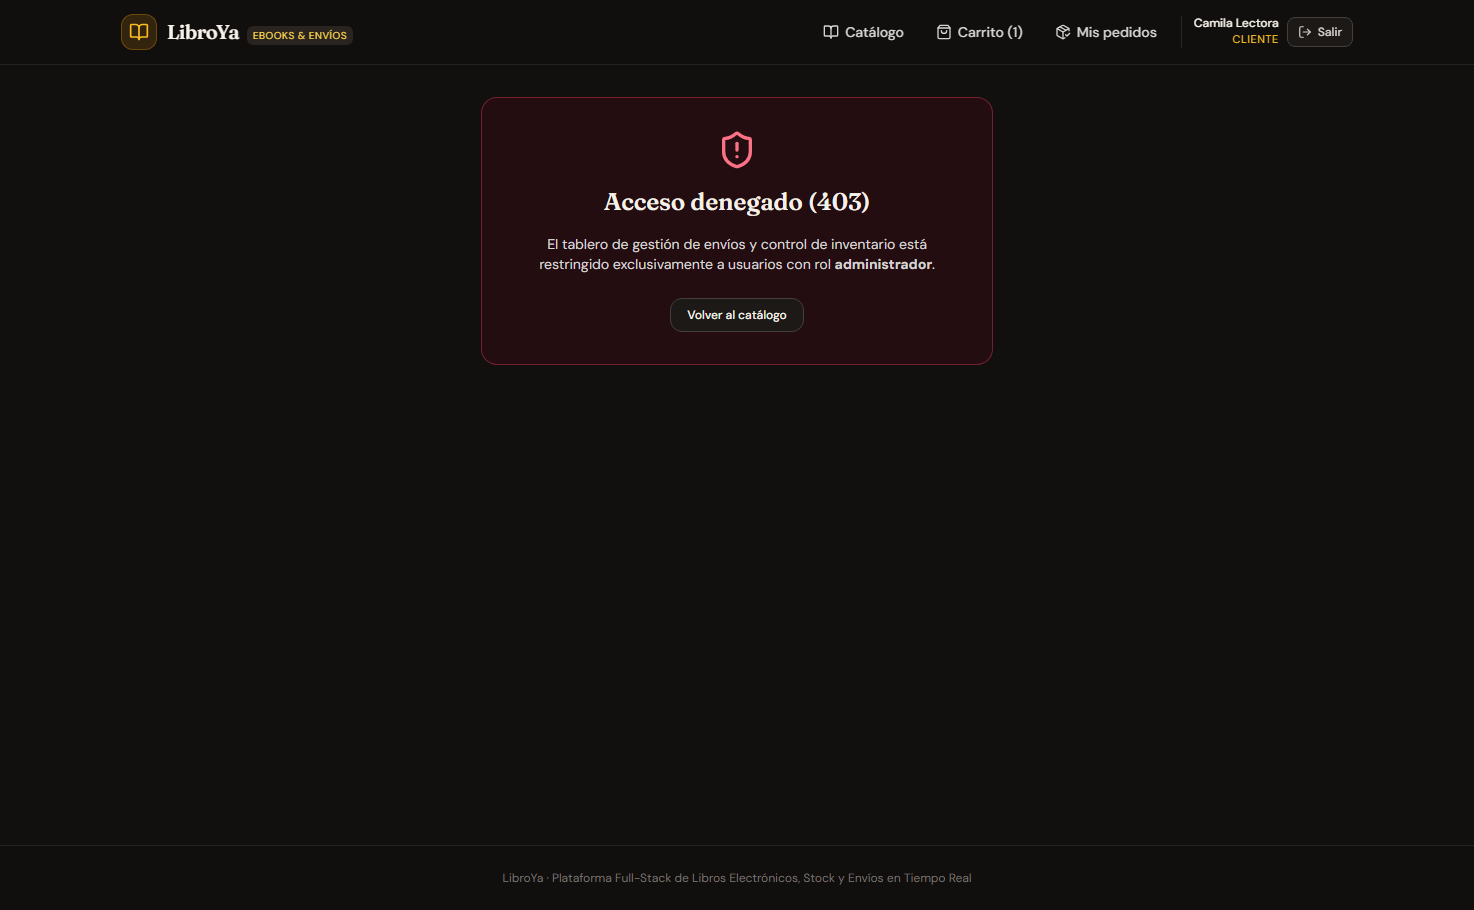 LibroYa EBOOKS & ENVÍOS
Catálogo
Carrito (1)
Mis pedidos
Camila Lectora
CLIENTE
Salir
Acceso denegado (403)
El tablero de gestión de envíos y control de inventario está
restringido exclusivamente a usuarios con rol administrador.
Volver al catálogo
LibroYa · Plataforma Full-Stack de Libros Electrónicos, Stock y Envíos en Tiempo Real